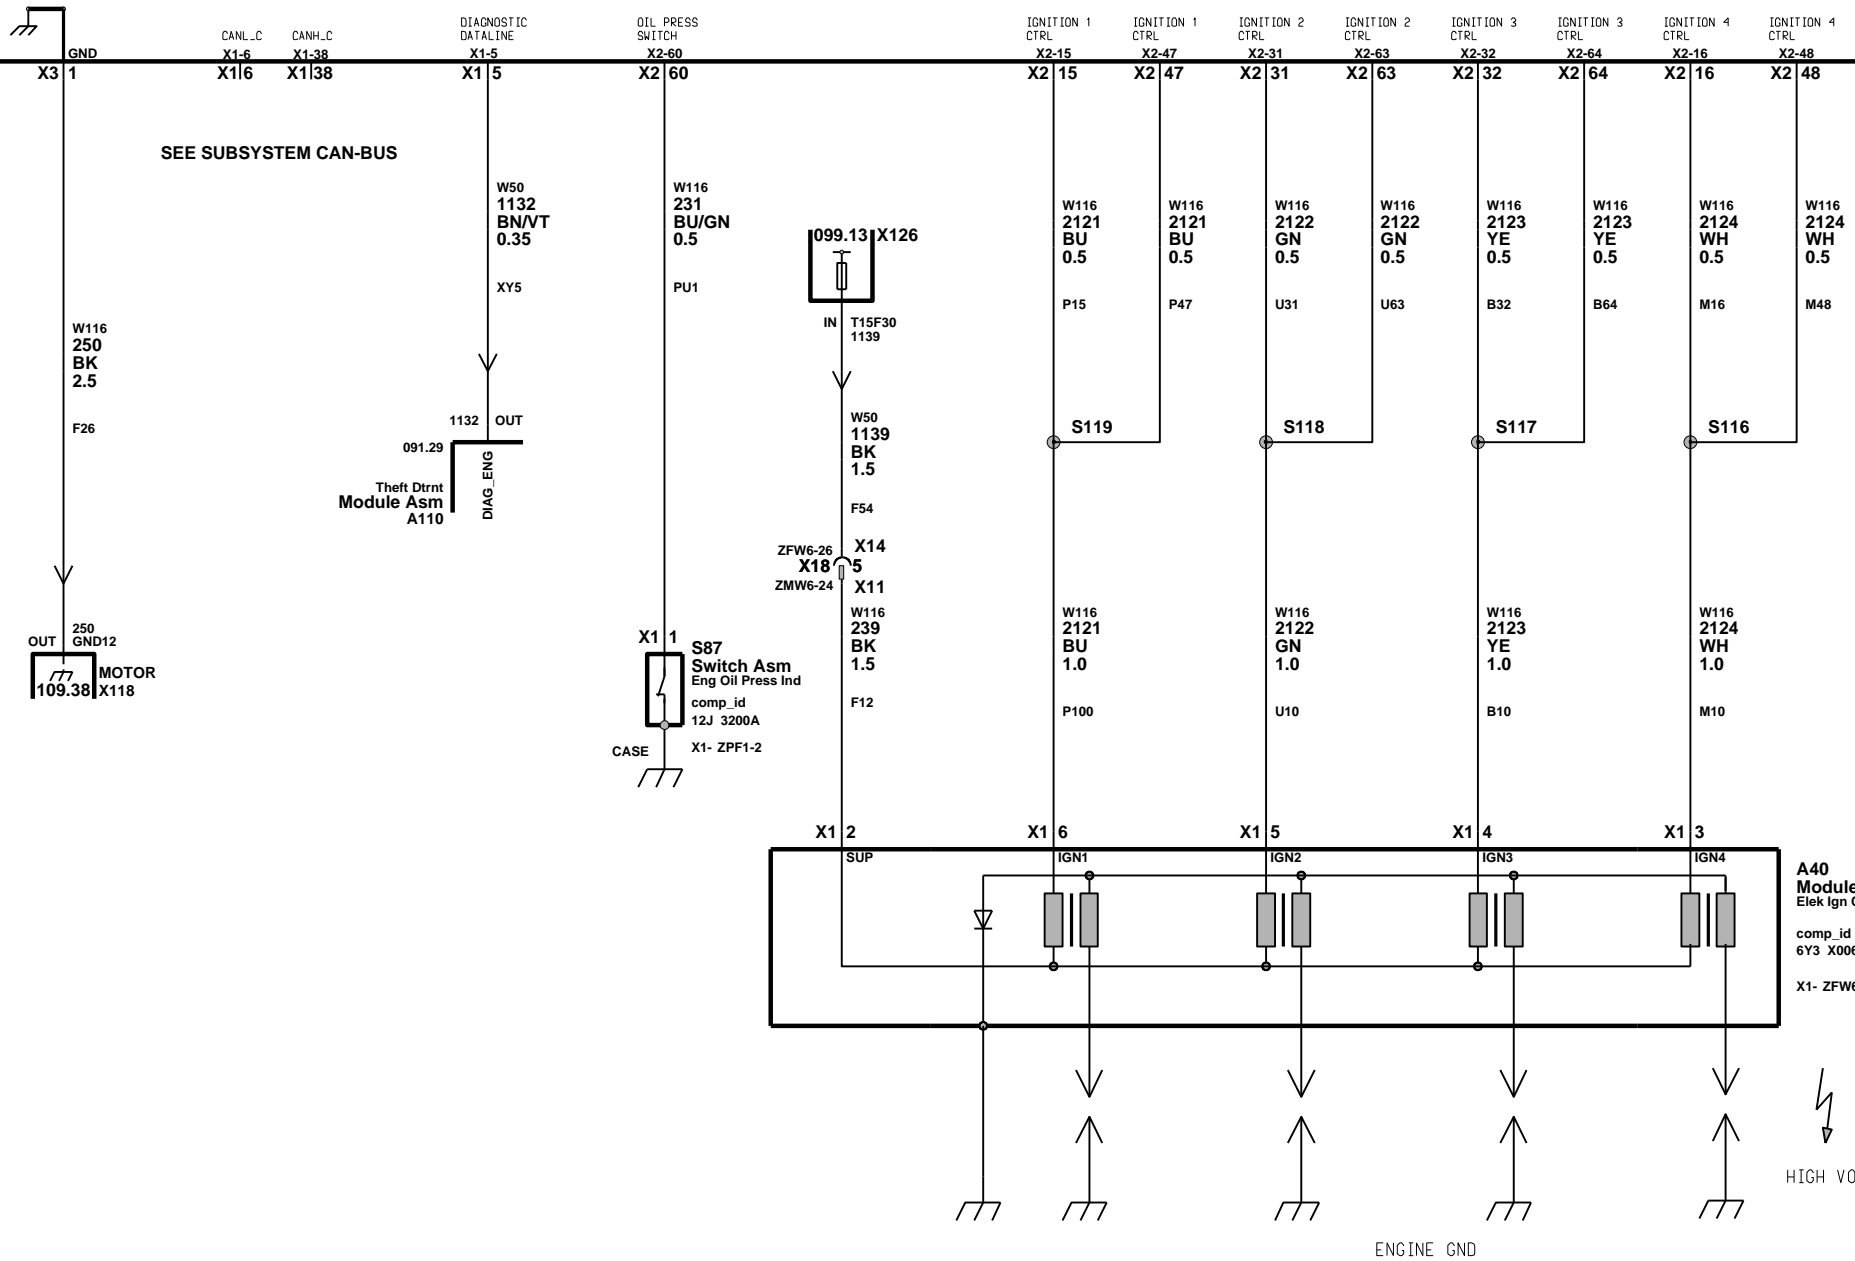 DIAGNOSTIC
DATALINE
OIL PRESS
SWITCH
IGNITION 1
CTRL
IGNITION 1
CTRL
IGNITION 2
CTRL
IGNITION 2
CTRL
IGNITION 3
CTRL
IGNITION 3
CTRL
IGNITION 4
CTRL
IGNITION 4
CTRL
CANL_C CANH_C
GND X1-6 X1-38 X1-5 X2-60 X2-15 X2-47 X2-31 X2-63 X2-32 X2-64 X2-16 X2-48
X3 1 X1 6 X1 38 X1 5 X2 60 X2 15 X2 47 X2 31 X2 63 X2 32 X2 64 X2 16 X2 48
SEE SUBSYSTEM CAN-BUS
W50
1132
BN/VT
0.35
XY5
W116
231
BU/GN
0.5
PU1
099.13 X126
IN T15F30
1139
W116
2121
BU
0.5
P15
W116
2121
BU
0.5
P47
W116
2122
GN
0.5
U31
W116
2122
GN
0.5
U63
W116
2123
YE
0.5
B32
W116
2123
YE
0.5
B64
W116
2124
WH
0.5
M16
W116
2124
WH
0.5
M48
W116
250
BK
2.5
F26
1132 OUT
091.29
DIAG_ENG
Theft Dtrnt
Module Asm
A110
W50
1139
BK
1.5
F54
S119 S118 S117 S116
ZFW6-26 X14
X18 5
ZMW6-24 X11
W116
239
BK
1.5
F12
W116
2121
BU
1.0
P100
W116
2122
GN
1.0
U10
W116
2123
YE
1.0
B10
W116
2124
WH
1.0
M10
250
OUT GND12
MOTOR
109.38 X118
X1 1
S87
Switch Asm
Eng Oil Press Ind
comp_id
12J 3200A
CASE X1- ZPF1-2
X1 2 X1 6 X1 5 X1 4 X1 3
SUP IGN1 IGN2 IGN3 IGN4
A40
Module
Elek Ign
comp_id
6Y3 X006
X1- ZFW6
HIGH VO
ENGINE GND